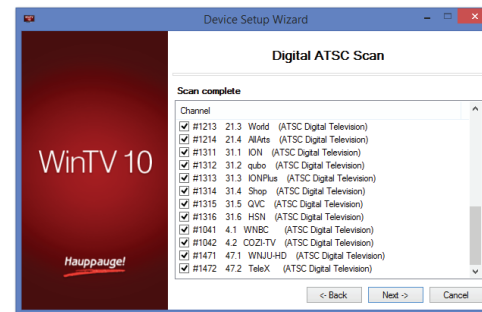 Device Setup Wizard
Digital ATSC Scan
Scan complete
Channel
#1213 21.3 World (ATSC Digital Television)
#1214 21.4 AllArts (ATSC Digital Television)
#1311 31.1 ION (ATSC Digital Television)
#1312 31.2 qubo (ATSC Digital Television)
#1313 31.3 IONPlus (ATSC Digital Television)
#1314 31.4 Shop (ATSC Digital Television)
#1315 31.5 QVC (ATSC Digital Television)
#1316 31.6 HSN (ATSC Digital Television)
#1041 4.1 WNBC (ATSC Digital Television)
#1042 4.2 COZI-TV (ATSC Digital Television)
#1471 47.1 WNJU-HD (ATSC Digital Television)
#1472 47.2 TeleX (ATSC Digital Television)
WinTV 10
Hauppauge!
<- Back Next -> Cancel